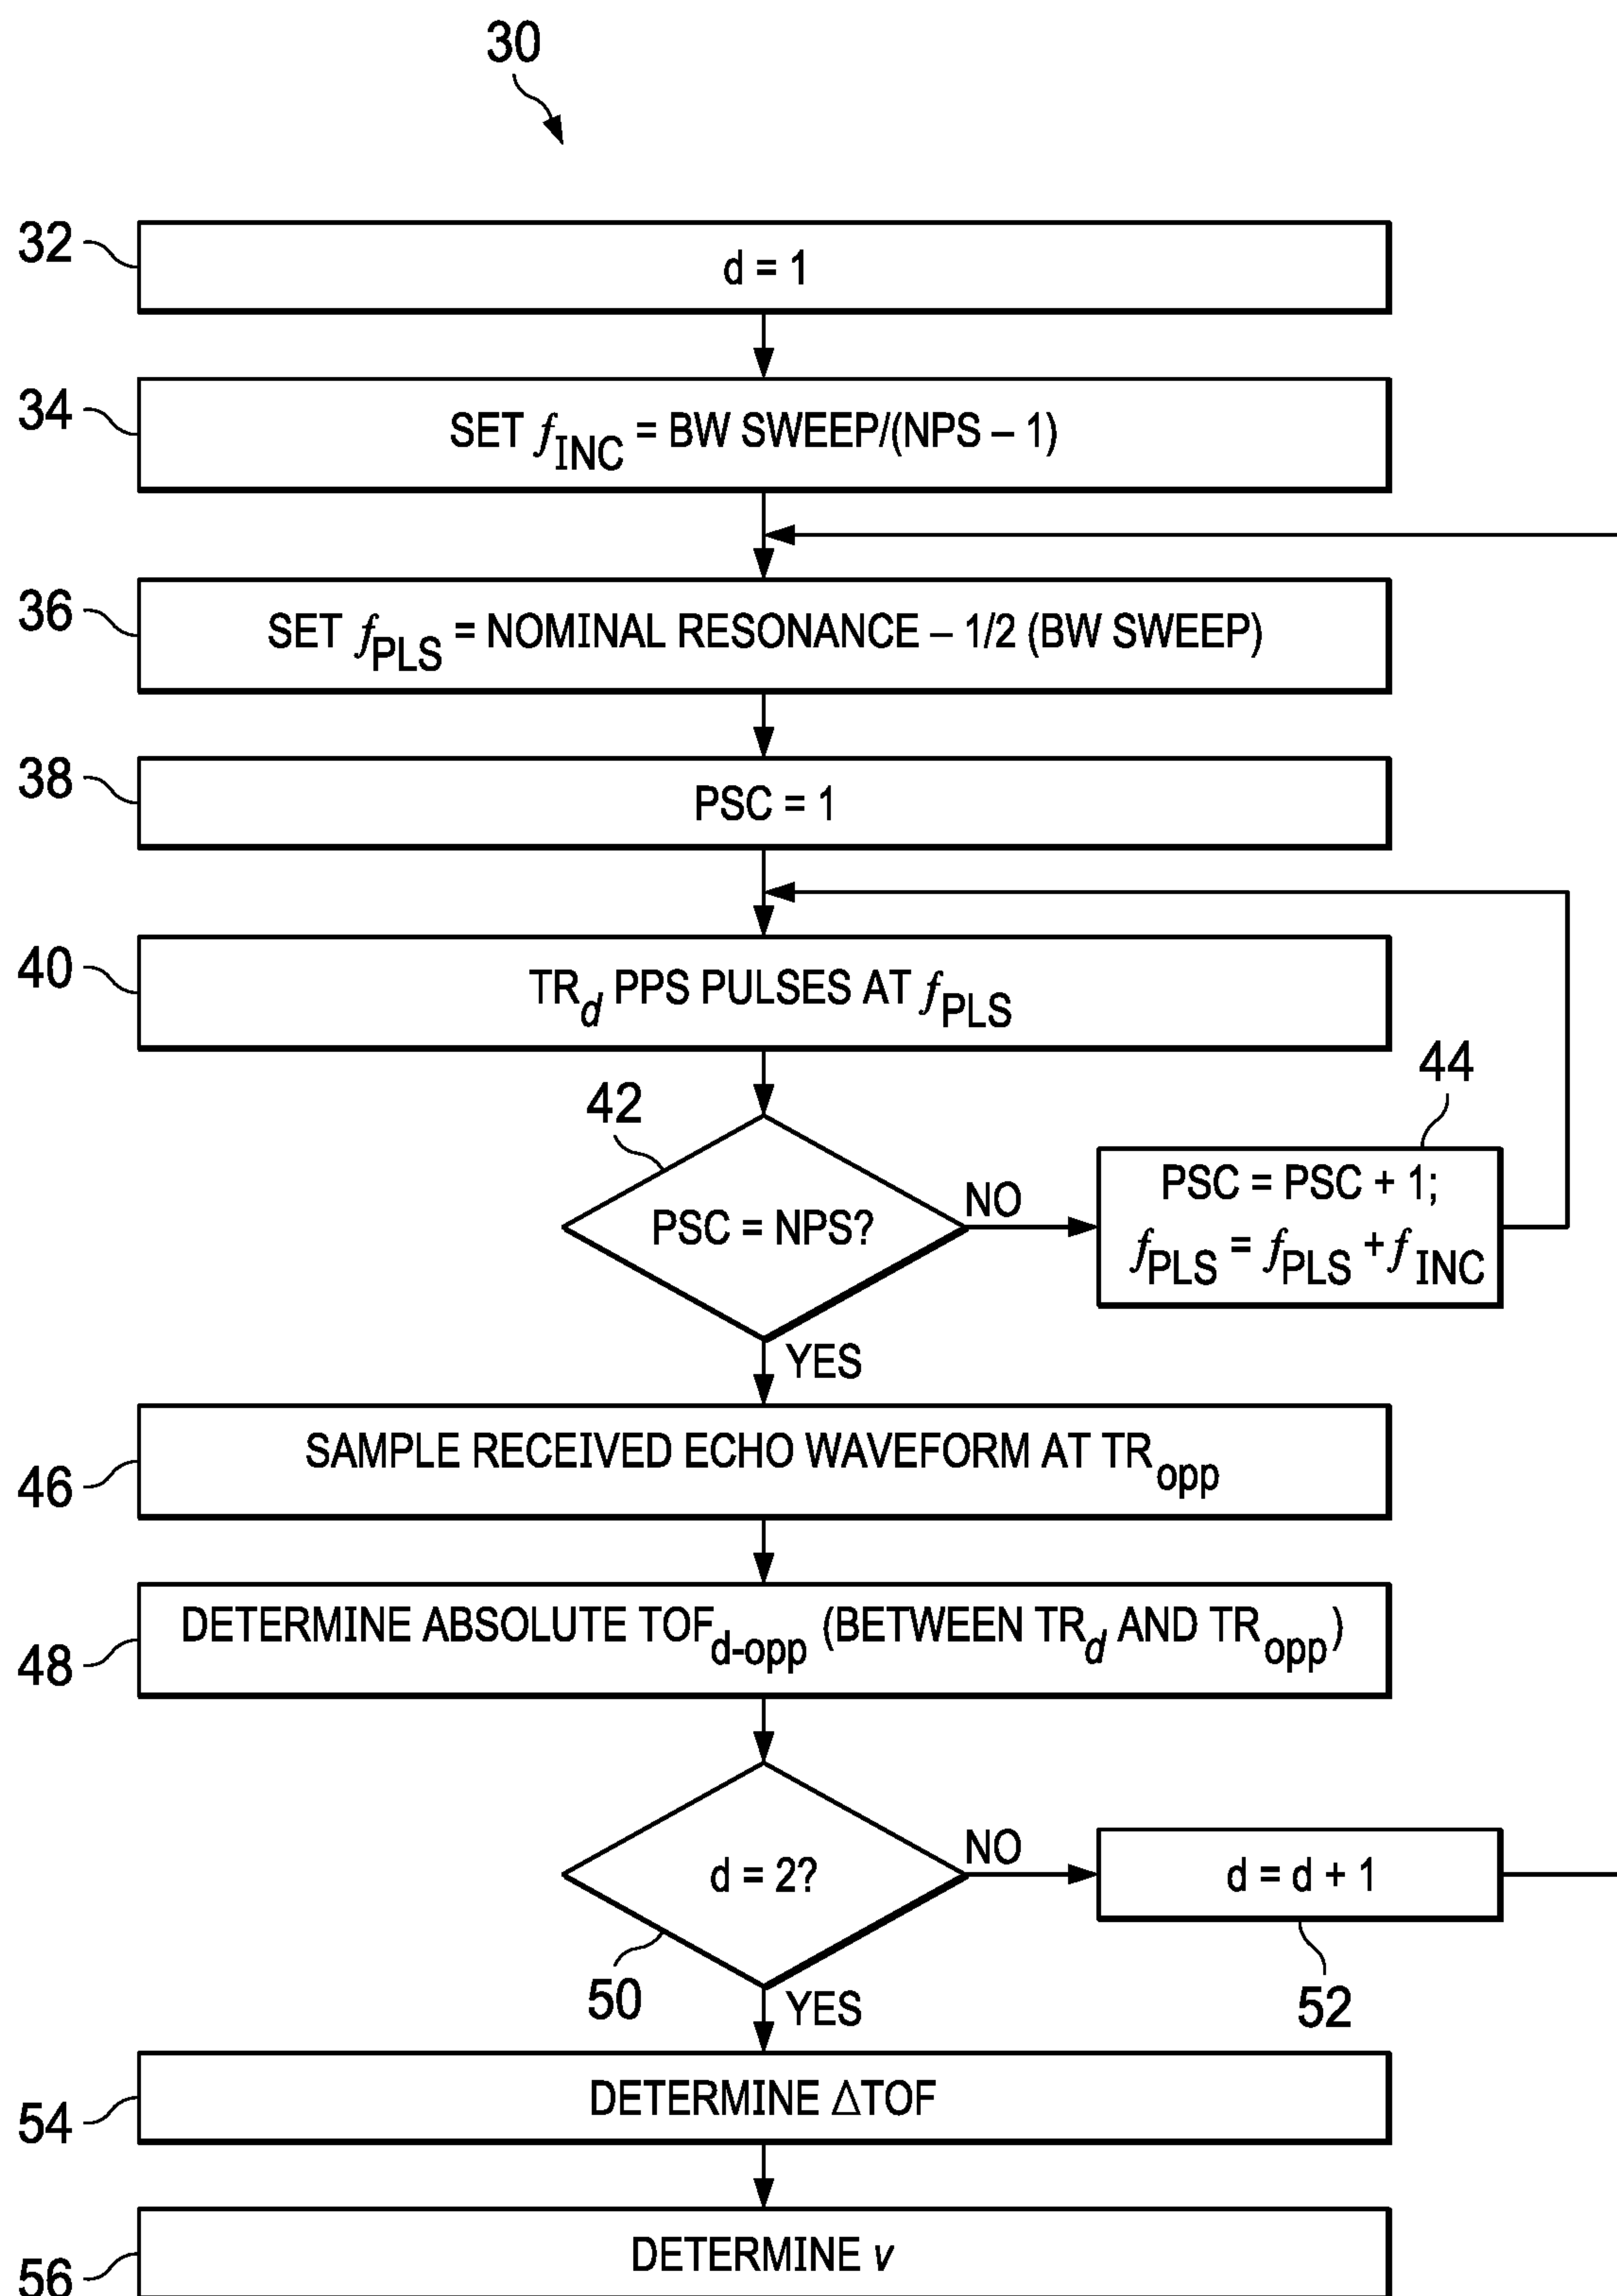 30
32
d = 1
34
SET fINC = BW SWEEP/(NPS – 1)
36
SET fPLS = NOMINAL RESONANCE – 1/2 (BW SWEEP)
38
PSC = 1
40
TRd PPS PULSES AT fPLS
42
PSC = NPS?
NO
44
PSC = PSC + 1;
fPLS = fPLS + fINC
YES
46
SAMPLE RECEIVED ECHO WAVEFORM AT TRopp
48
DETERMINE ABSOLUTE TOFd-opp (BETWEEN TRd AND TRopp)
50
d = 2?
NO
d = d + 1
52
YES
54
DETERMINE ΔTOF
56
DETERMINE v